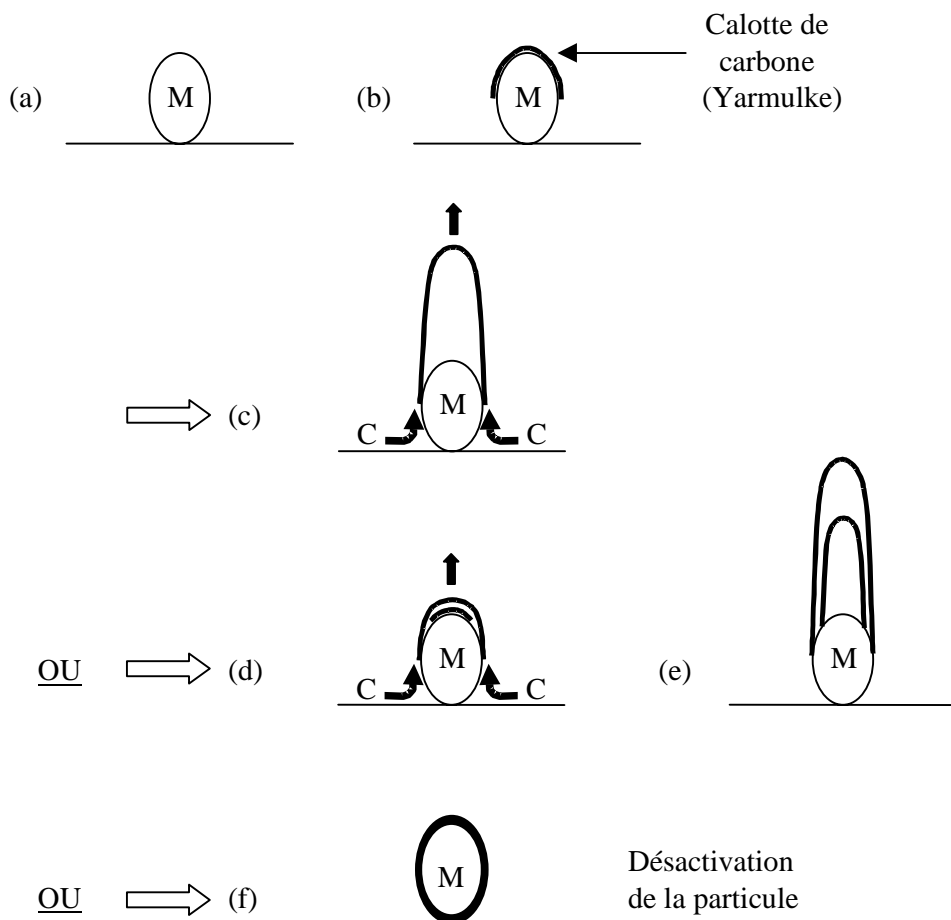 Calotte de
carbone
(Yarmulke)
(a)
M
(b)
M
(c)
M
C
C
OU
(d)
M
C
C
(e)
M
OU
(f)
M
Désactivation
de la particule